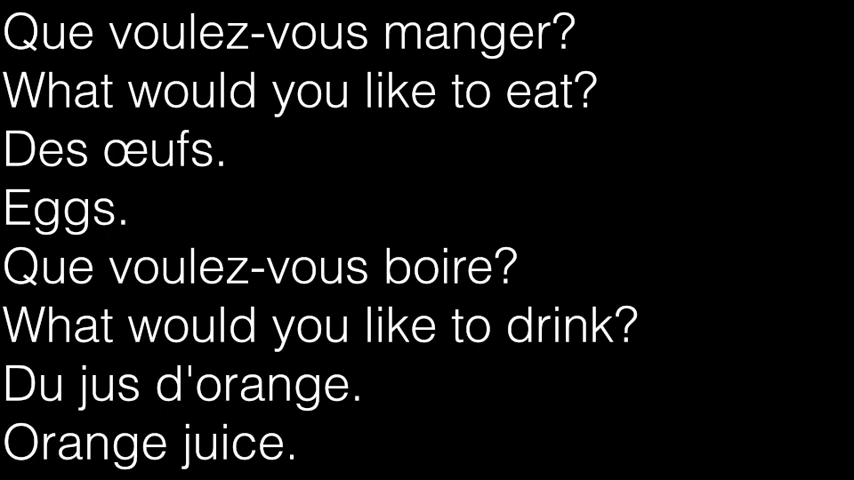 Que voulez-vous manger?
What would you like to eat?
Des œufs.
Eggs.
Que voulez-vous boire?
What would you like to drink?
Du jus d'orange.
Orange juice.